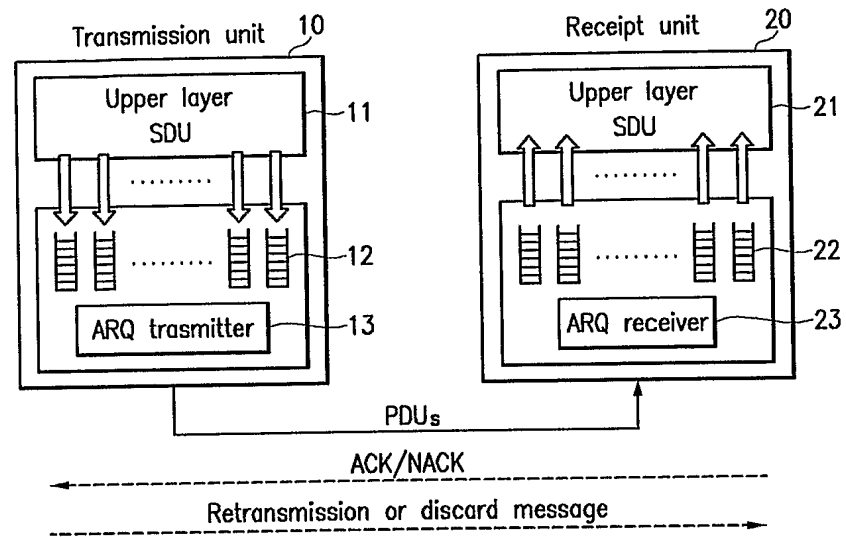 Transmission unit
10
Upper layer
SDU
11
12
ARQ trasmitter
13
Receipt unit
20
Upper layer
SDU
21
22
ARQ receiver
23
PDUs
ACK/NACK
Retransmission or discard message